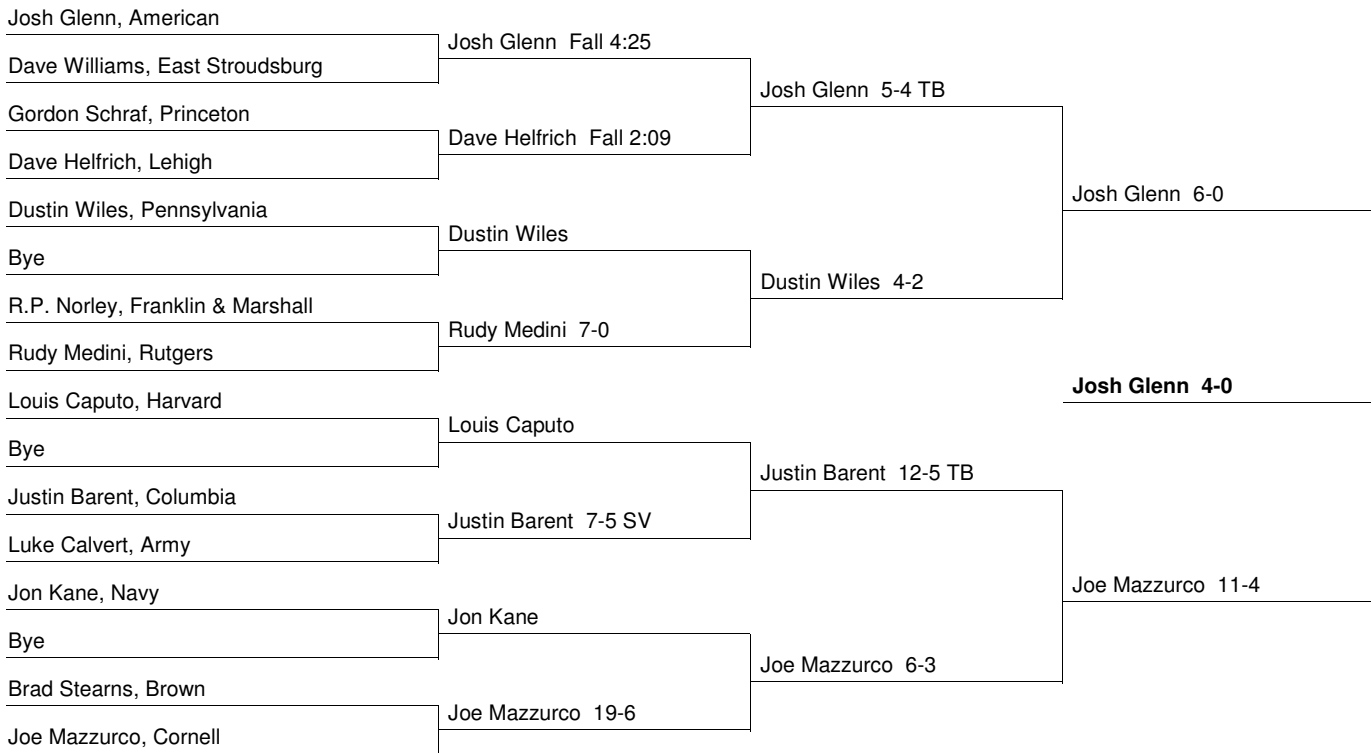 Josh Glenn, American
Dave Williams, East Stroudsburg
Gordon Schraf, Princeton
Dave Helfrich, Lehigh
Dustin Wiles, Pennsylvania
Bye
R.P. Norley, Franklin & Marshall
Rudy Medini, Rutgers
Louis Caputo, Harvard
Bye
Justin Barent, Columbia
Luke Calvert, Army
Jon Kane, Navy
Bye
Brad Stearns, Brown
Joe Mazzurco, Cornell
Josh Glenn Fall 4:25
Dave Helfrich Fall 2:09
Dustin Wiles
Rudy Medini 7-0
Louis Caputo
Justin Barent 7-5 SV
Jon Kane
Joe Mazzurco 19-6
Josh Glenn 5-4 TB
Dustin Wiles 4-2
Justin Barent 12-5 TB
Joe Mazzurco 6-3
Josh Glenn 6-0
Joe Mazzurco 11-4
Josh Glenn 4-0